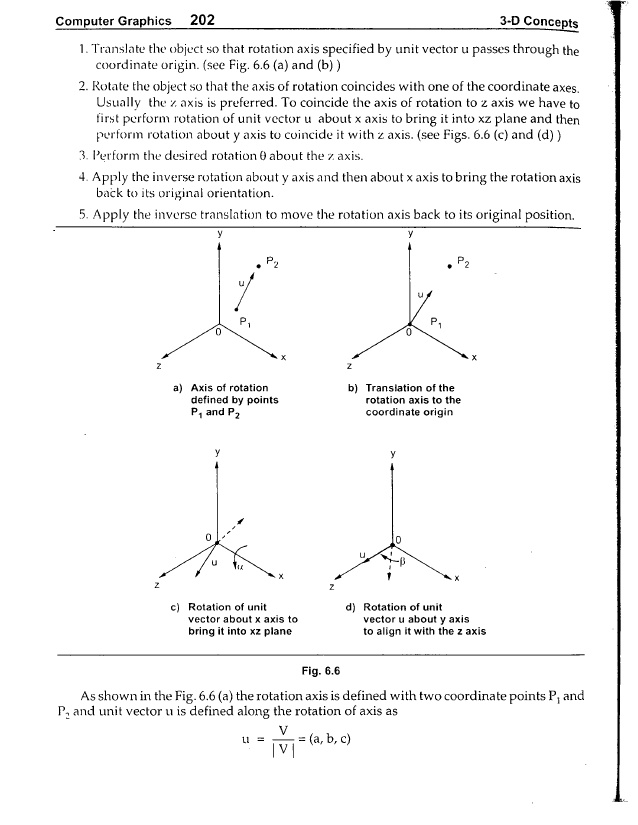 Computer Graphics 202 3-D Concepts
1. Translate the object so that rotation axis specified by unit vector u passes through the
coordinate origin. (see Fig. 6.6 (a) and (b) )
2. Rotate the object so that the axis of rotation coincides with one of the coordinate axes.
Usually the z axis is preferred. To coincide the axis of rotation to z axis we have to
first perform rotation of unit vector u about x axis to bring it into xz plane and then
perform rotation about y axis to coincide it with z axis. (see Figs. 6.6 (c) and (d) )
3. Perform the desired rotation θ about the z axis.
4. Apply the inverse rotation about y axis and then about x axis to bring the rotation axis
back to its original orientation.
5. Apply the inverse translation to move the rotation axis back to its original position.
y y
P₂ P₂
u u
P₁ P₁
0 0
x x
z z
a) Axis of rotation
defined by points
P₁ and P₂
b) Translation of the
rotation axis to the
coordinate origin
y y
0 0
u α u β
x x
z z
c) Rotation of unit
vector about x axis to
bring it into xz plane
d) Rotation of unit
vector u about y axis
to align it with the z axis
Fig. 6.6
As shown in the Fig. 6.6 (a) the rotation axis is defined with two coordinate points P₁ and
P₂ and unit vector u is defined along the rotation of axis as
u = V / |V| = (a, b, c)